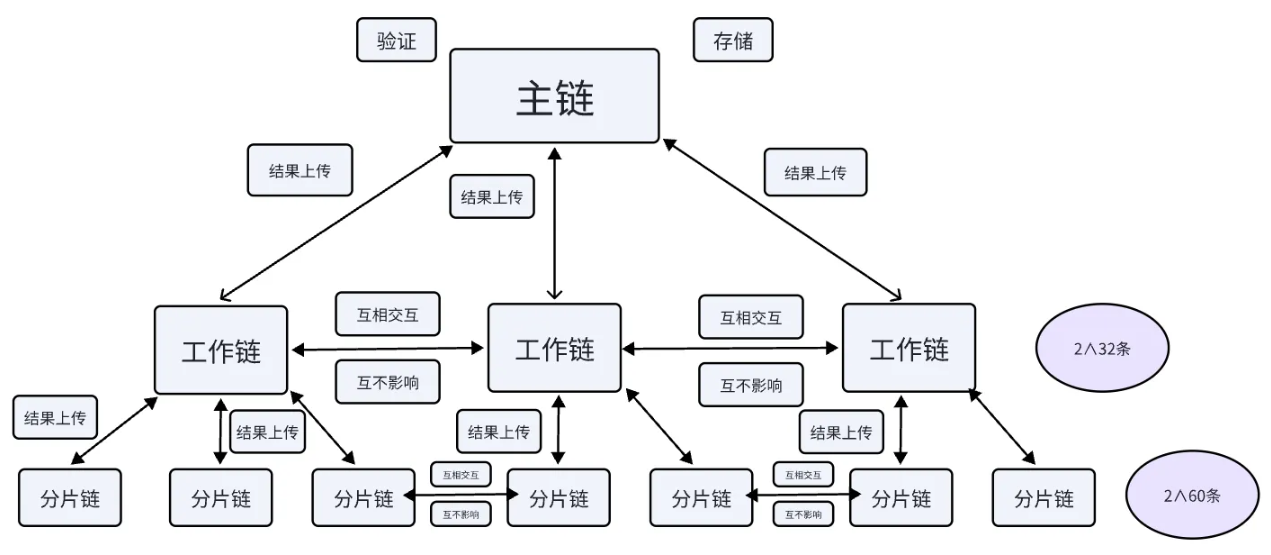 验证
存储
主链
结果上传
结果上传
结果上传
互相交互
互相交互
工作链
工作链
工作链
2∧32条
互不影响
互不影响
结果上传
结果上传
结果上传
结果上传
互相交互
互相交互
分片链
分片链
分片链
分片链
分片链
分片链
分片链
2∧60条
互不影响
互不影响